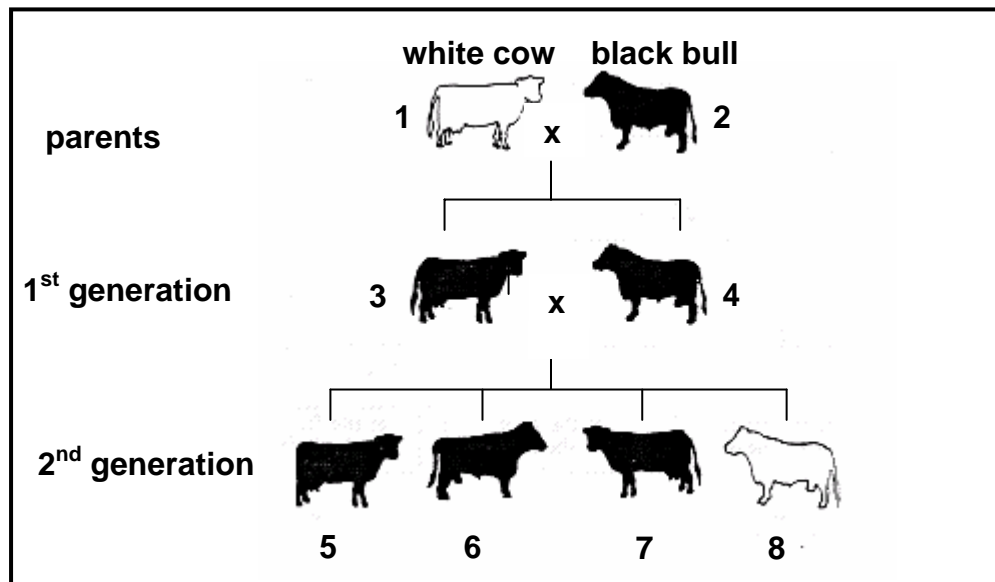 white cow black bull
1 x 2
parents
1st generation
3 x 4
2nd generation
5 6 7 8